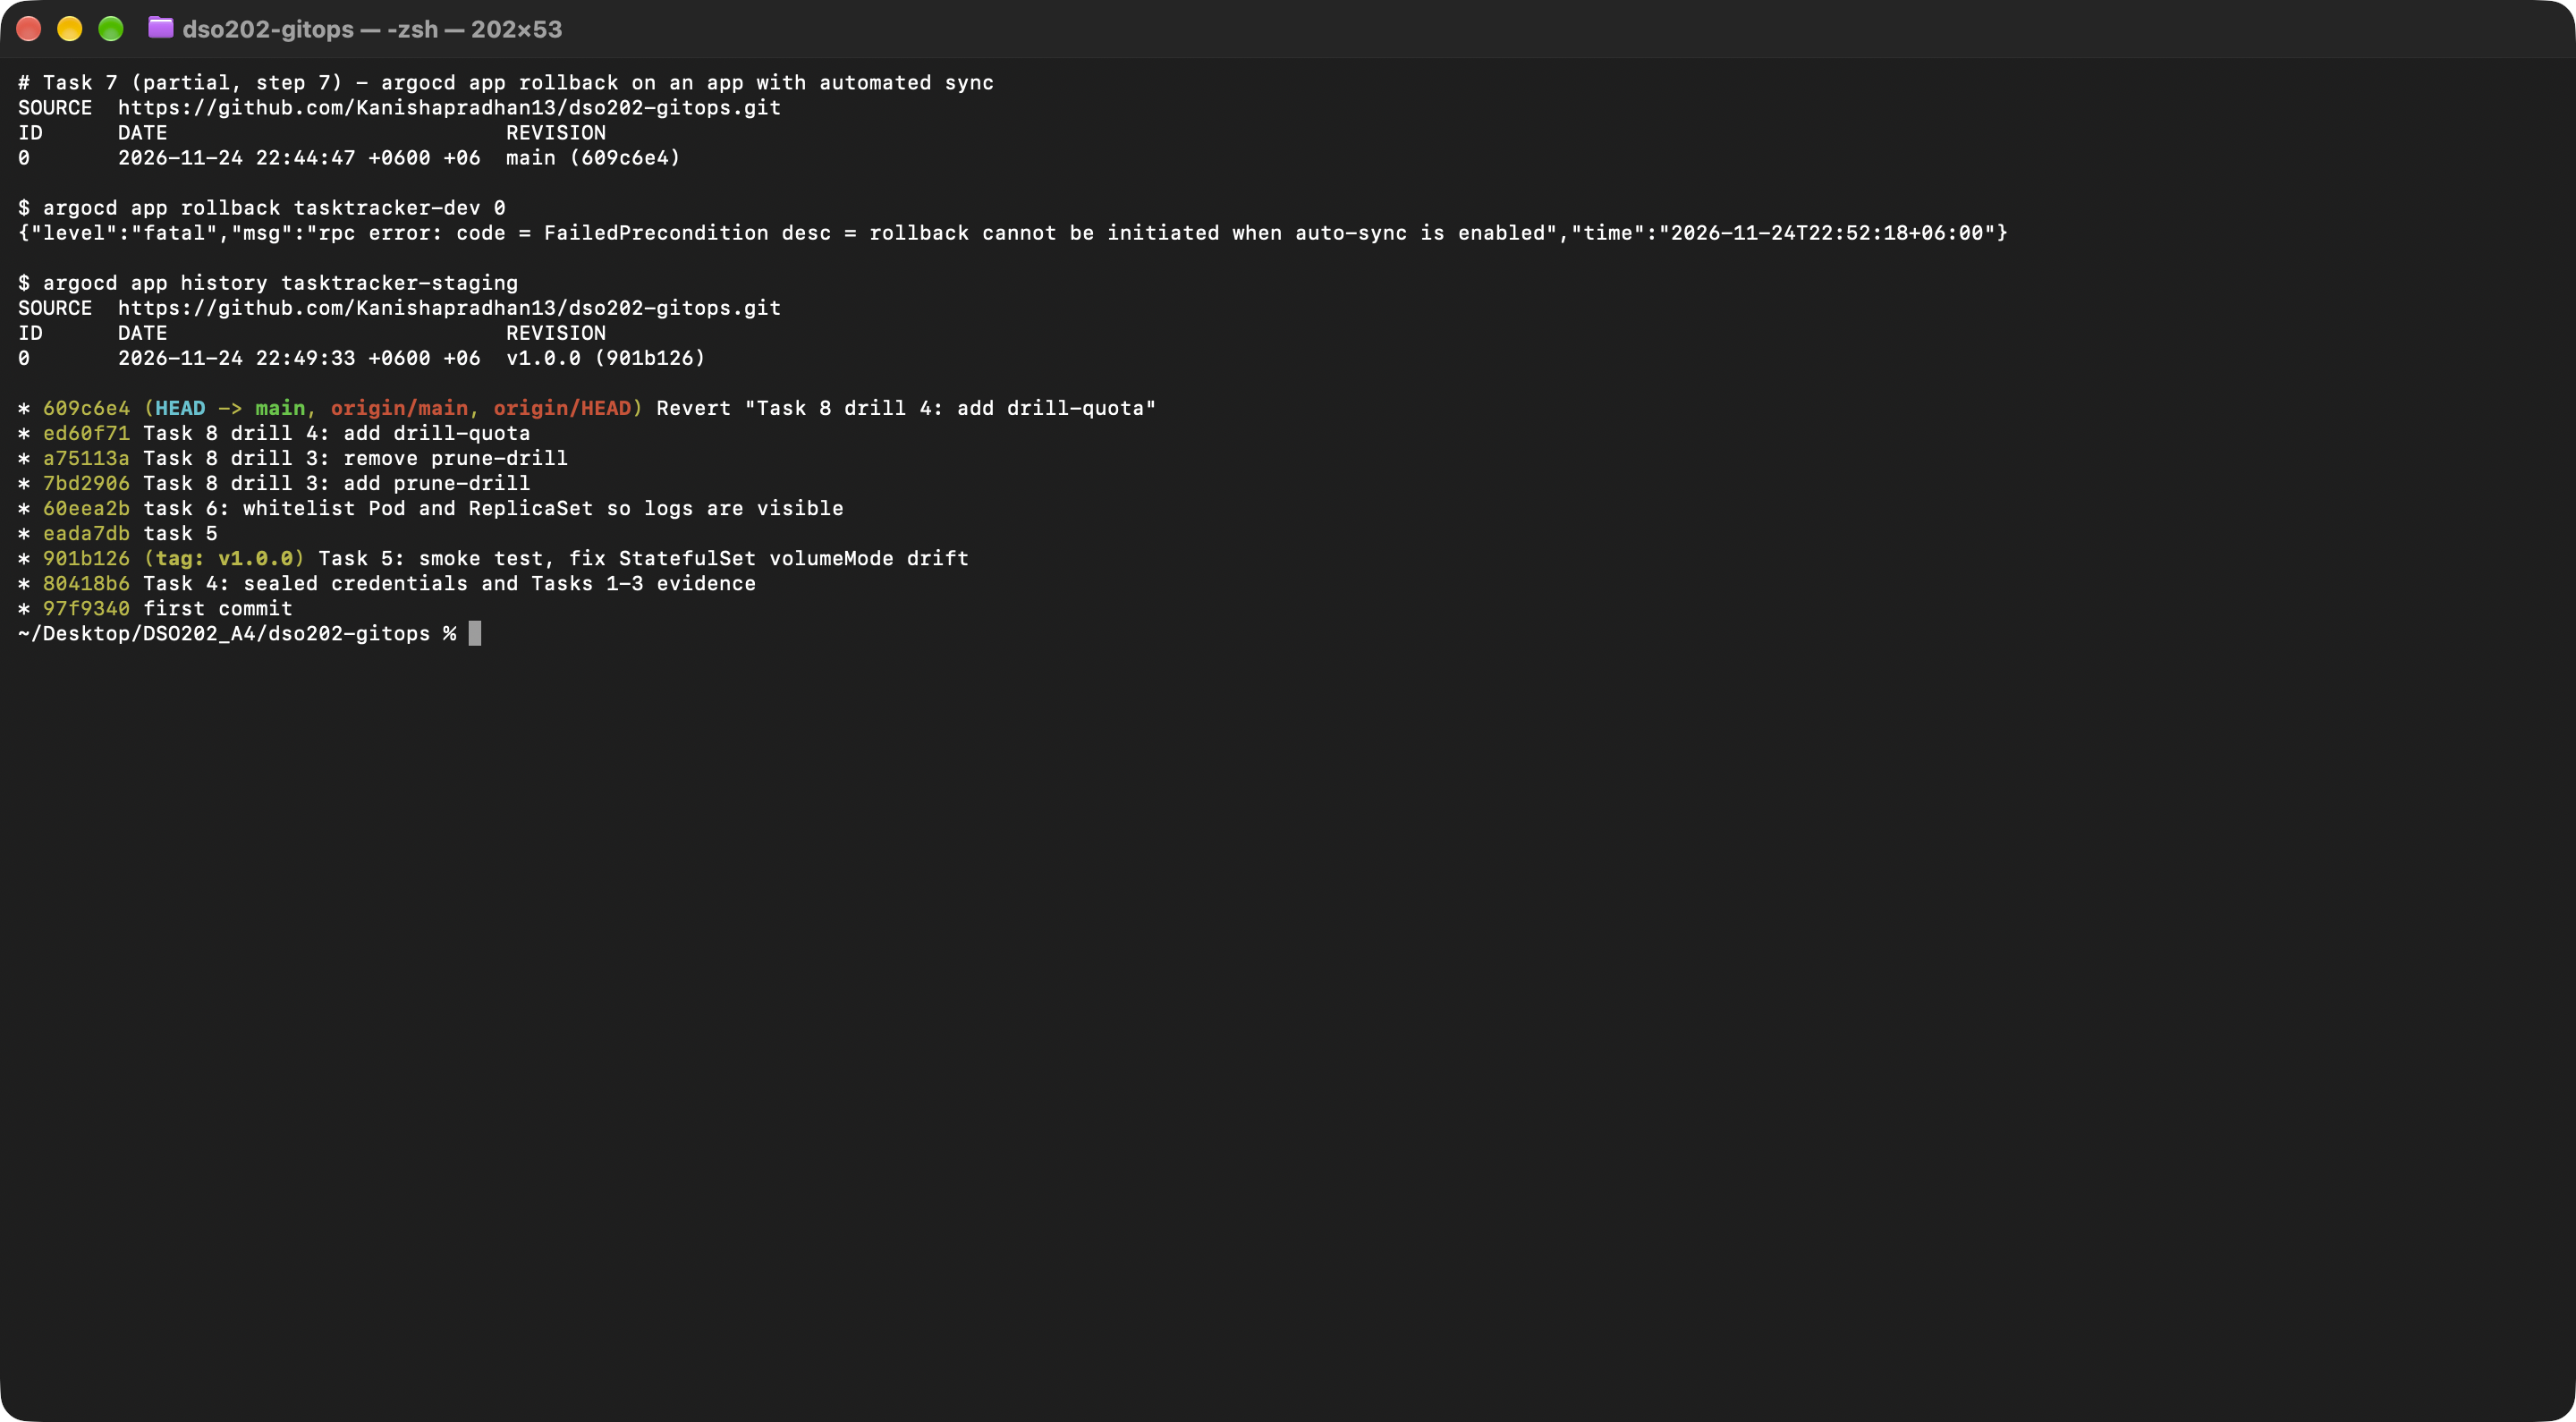 dso202-gitops — -zsh — 202×53
# Task 7 (partial, step 7) — argocd app rollback on an app with automated sync
SOURCE  https://github.com/Kanishapradhan13/dso202-gitops.git
ID      DATE                           REVISION
0       2026-11-24 22:44:47 +0600 +06  main (609c6e4)

$ argocd app rollback tasktracker-dev 0
{"level":"fatal","msg":"rpc error: code = FailedPrecondition desc = rollback cannot be initiated when auto-sync is enabled","time":"2026-11-24T22:52:18+06:00"}

$ argocd app history tasktracker-staging
SOURCE  https://github.com/Kanishapradhan13/dso202-gitops.git
ID      DATE                           REVISION
0       2026-11-24 22:49:33 +0600 +06  v1.0.0 (901b126)

* 609c6e4 (HEAD -> main, origin/main, origin/HEAD) Revert "Task 8 drill 4: add drill-quota"
* ed60f71 Task 8 drill 4: add drill-quota
* a75113a Task 8 drill 3: remove prune-drill
* 7bd2906 Task 8 drill 3: add prune-drill
* 60eea2b task 6: whitelist Pod and ReplicaSet so logs are visible
* eada7db task 5
* 901b126 (tag: v1.0.0) Task 5: smoke test, fix StatefulSet volumeMode drift
* 80418b6 Task 4: sealed credentials and Tasks 1-3 evidence
* 97f9340 first commit
~/Desktop/DSO202_A4/dso202-gitops %